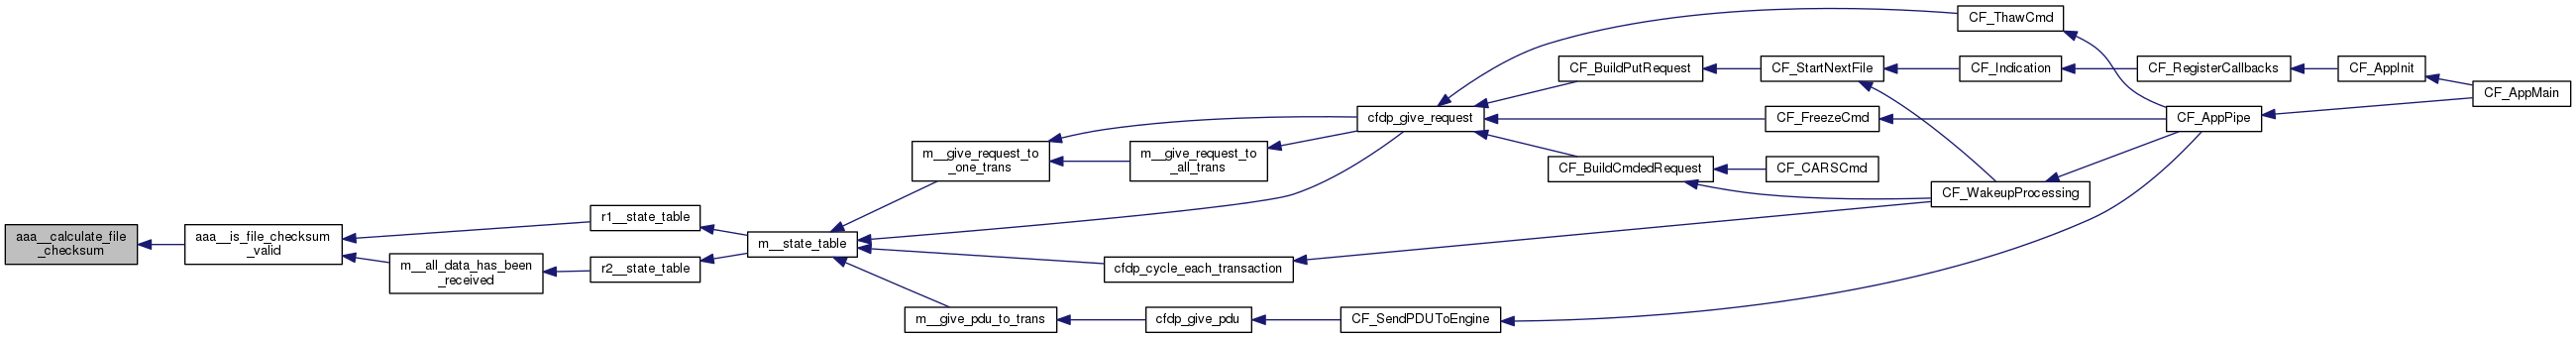 aaa__calculate_file
_checksum
aaa__is_file_checksum
_valid
r1__state_table
m__all_data_has_been
_received
r2__state_table
m__state_table
m__give_request_to
_one_trans
m__give_request_to
_all_trans
cfdp_cycle_each_transaction
m__give_pdu_to_trans
cfdp_give_pdu
cfdp_give_request
CF_ThawCmd
CF_BuildPutRequest
CF_StartNextFile
CF_Indication
CF_RegisterCallbacks
CF_AppInit
CF_AppMain
CF_FreezeCmd
CF_AppPipe
CF_BuildCmdedRequest
CF_CARSCmd
CF_WakeupProcessing
CF_SendPDUToEngine